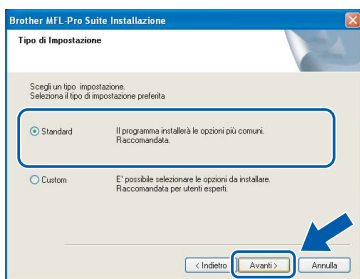 Brother MFL-Pro Suite Installazione
Tipo di Impostazione
Scegli un tipo impostazione.
Seleziona il tipo di impostazione preferita
Standard
Il programma installerà le opzioni più comuni.
Raccomandata.
Custom
E' possibile selezionare le opzioni da installare.
Raccomandata per utenti esperti.
< Indietro Avanti > Annulla